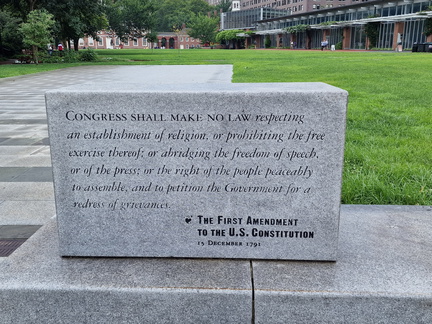 CONGRESS SHALL MAKE NO LAW respecting
an establishment of religion, or prohibiting the free
exercise thereof; or abridging the freedom of speech,
or of the press; or the right of the people peaceably
to assemble, and to petition the Government for a
redress of grievances.
THE FIRST AMENDMENT
TO THE U.S. CONSTITUTION
15 DECEMBER 1791